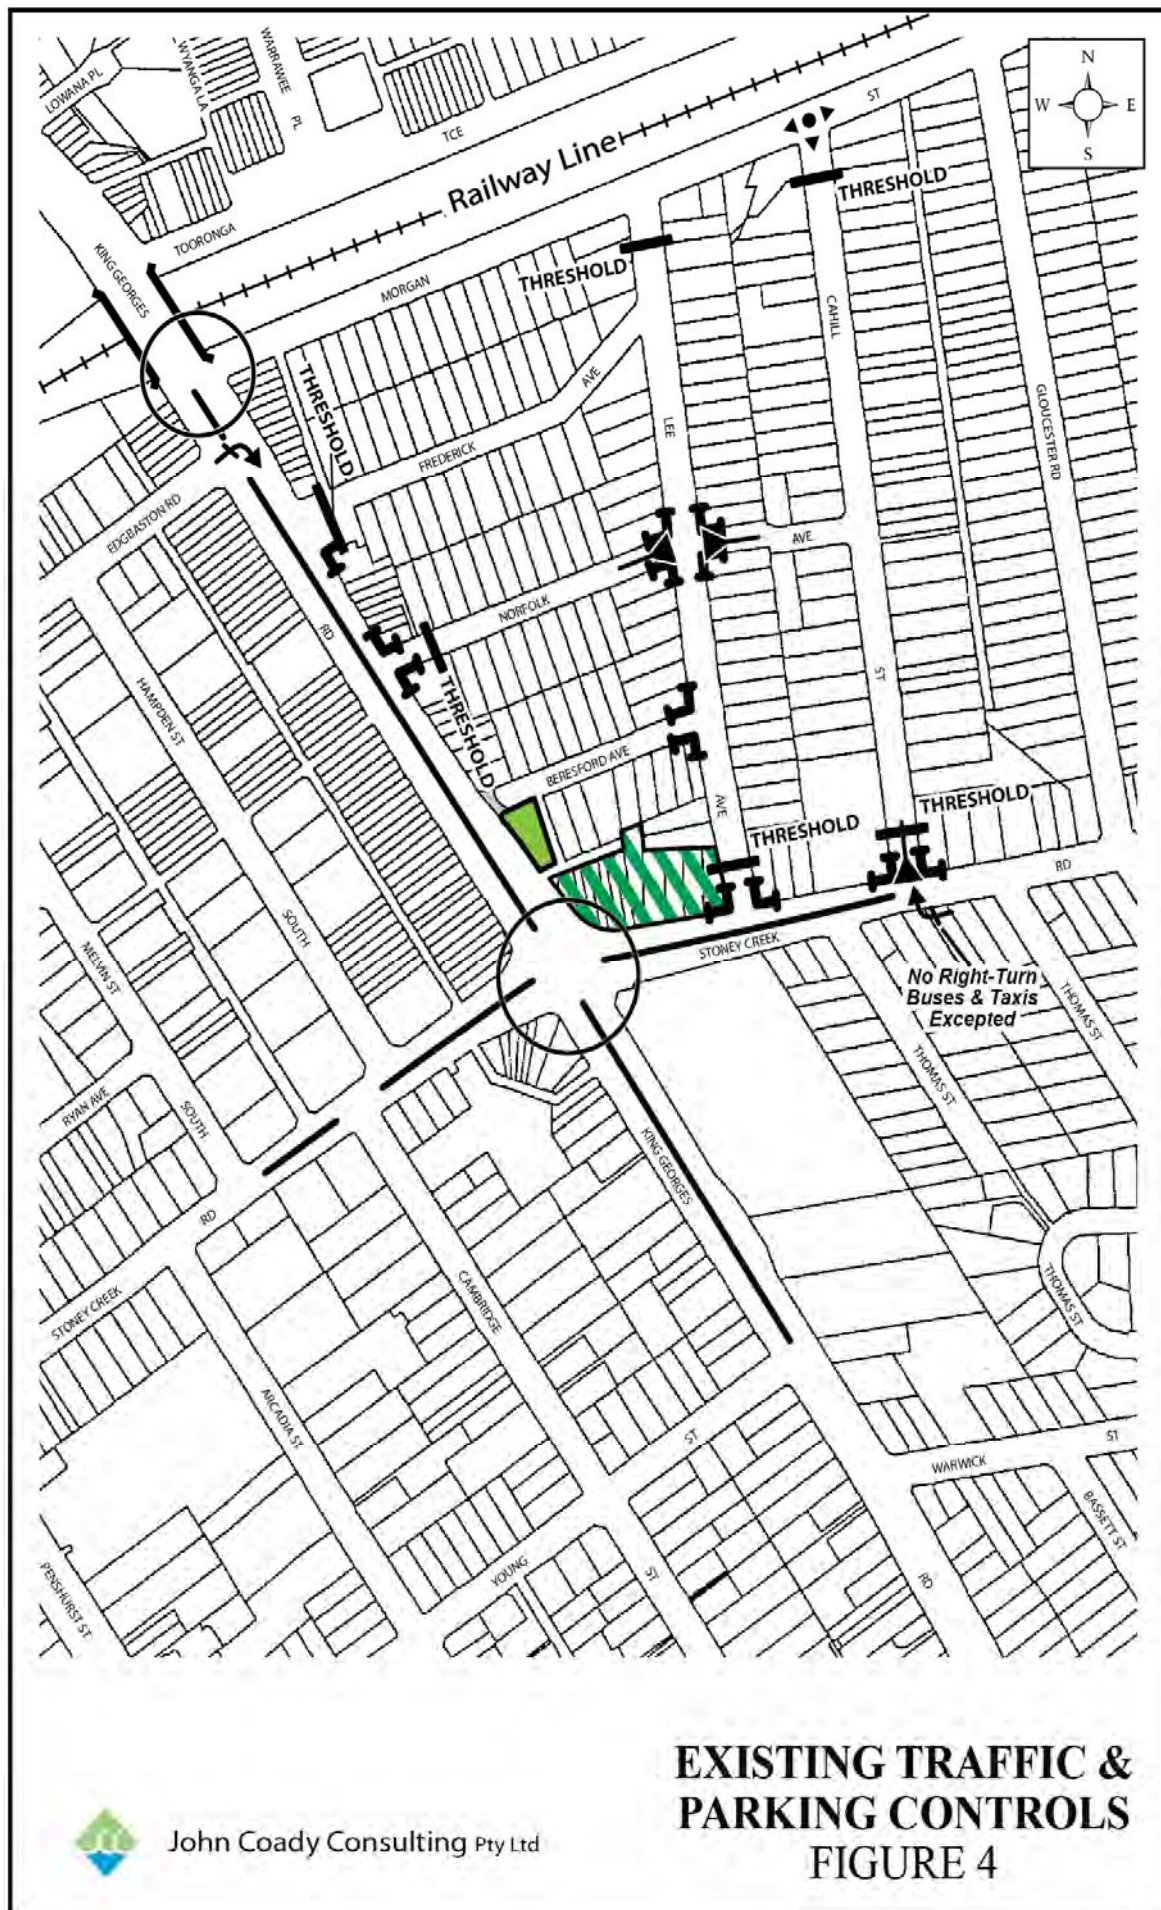 LOWANA PL
WYANGA LA
WARRAWEE
PL
N
W E
S
TCE
ST
Railway Line
THRESHOLD
TOORONGA
KING GEORGES
MORGAN
THRESHOLD
CAHILL
THRESHOLD
AVE
LEE
GLOUCESTER RD
FREDERICK
EDGBASTON RD
AVE
NORFOLK
RD
HAMPDEN ST
THRESHOLD
ST
BERESFORD AVE
AVE
THRESHOLD
THRESHOLD
RD
SOUTH
MELVIN ST
STONEY CREEK
No Right-Turn
Buses & Taxis
Excepted
THOMAS ST
THOMAS ST
RYAN AVE
SOUTH
KING GEORGES
RD
STONEY CREEK
CAMBRIDGE
THOMAS ST
ARCADIA ST
ST
WARWICK
ST
BASSETT ST
PENSHURST ST
YOUNG
ST
RD
John Coady Consulting Pty Ltd
EXISTING TRAFFIC &
PARKING CONTROLS
FIGURE 4